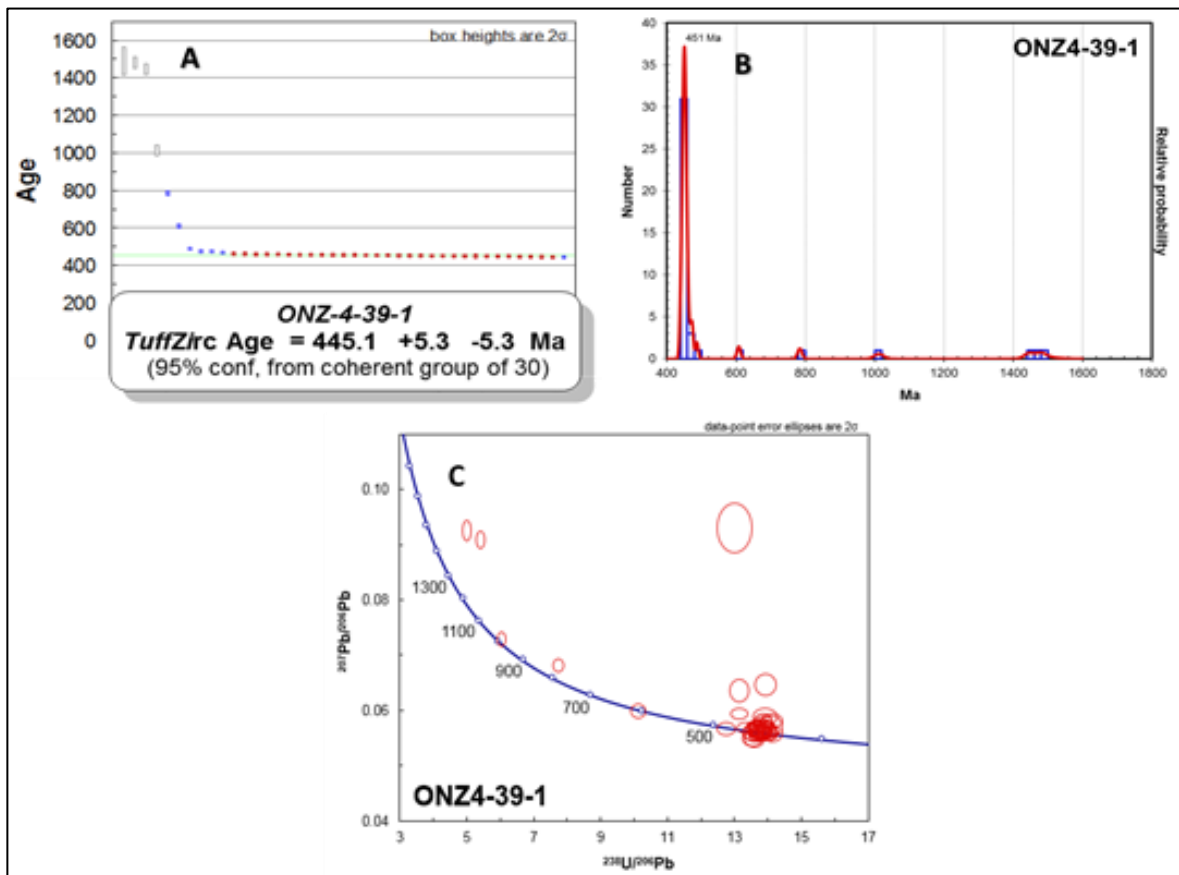 1600
1400
1200
1000
800
600
400
200
0
Age
box heights are 2σ
A
ONZ-4-39-1
TuffZirc Age = 445.1 +5.3 -5.3 Ma
(95% conf, from coherent group of 30)
40
35
30
25
20
15
10
5
0
Number
451 Ma
B
ONZ4-39-1
Relative probability
400 600 800 1000 1200 1400 1600 1800
Ma
data-point error ellipses are 2σ
C
0.10
0.08
0.06
0.04
²⁰⁷Pb/²⁰⁶Pb
1300
1100
900
700
500
ONZ4-39-1
3 5 7 9 11 13 15 17
²³⁸U/²⁰⁶Pb